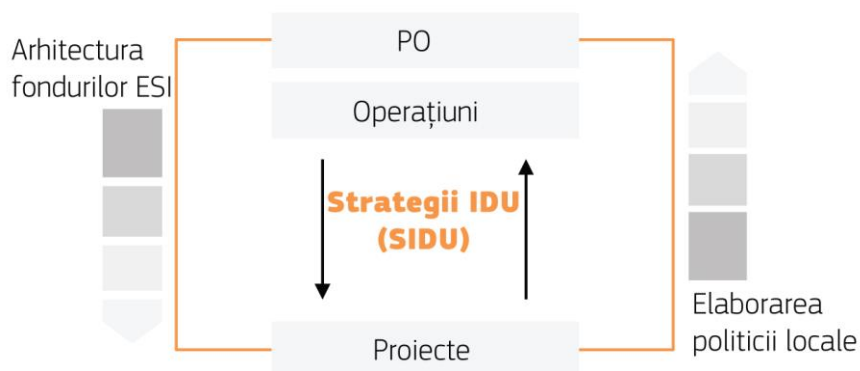 Arhitectura
fondurilor ESI
PO
Operațiuni
Strategii IDU
(SIDU)
Proiecte
Elaborarea
politicii locale